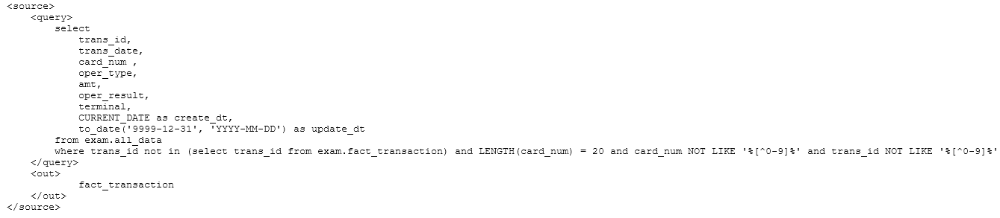 <source>
<query>
select
trans_id,
trans_date,
card_num ,
oper_type,
amt,
oper_result,
terminal,
CURRENT_DATE as create_dt,
to_date('9999-12-31', 'YYYY-MM-DD') as update_dt
from exam.all_data
where trans_id not in (select trans_id from exam.fact_transaction) and LENGTH(card_num) = 20 and card_num NOT LIKE '%[^0-9]%' and trans_id NOT LIKE '%[^0-9]%'
</query>
<out>
fact_transaction
</out>
</source>